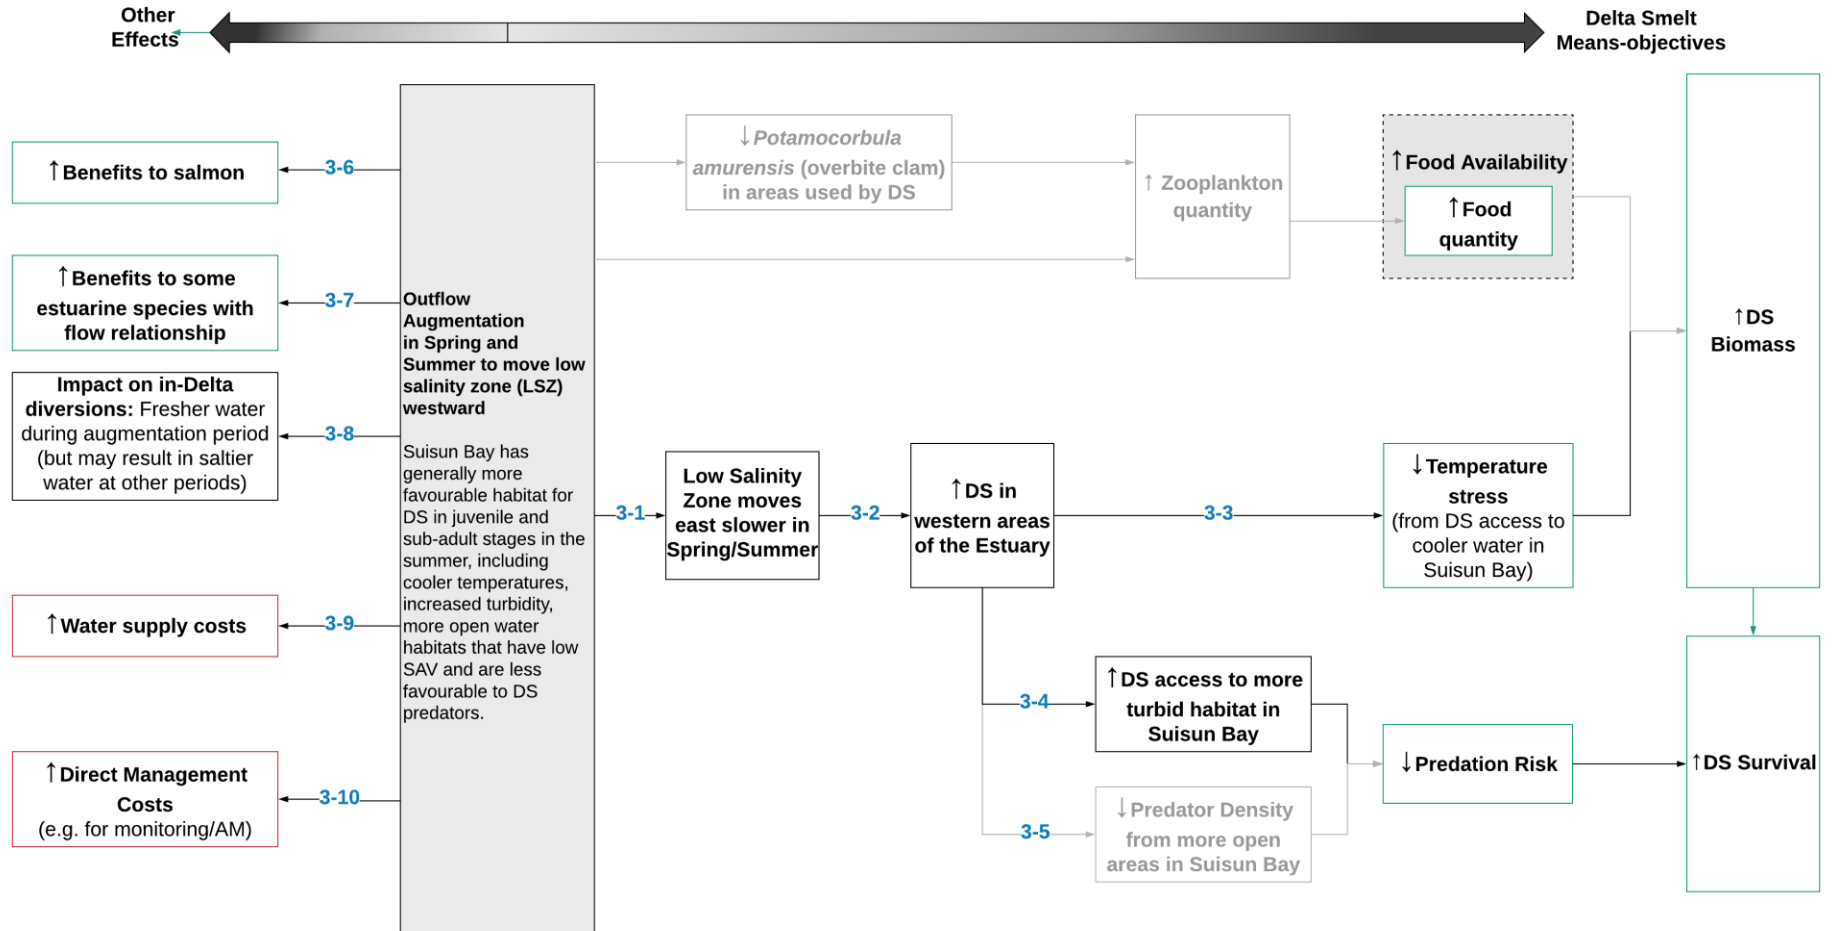 Other
Effects
Delta Smelt
Means-objectives
↑Benefits to salmon
3-6
↑Benefits to some
estuarine species with
flow relationship
3-7
Impact on in-Delta
diversions: Fresher water
during augmentation period
(but may result in saltier
water at other periods)
3-8
↑Water supply costs
3-9
↑Direct Management
Costs
(e.g. for monitoring/AM)
3-10
Outflow
Augmentation
in Spring and
Summer to move low
salinity zone (LSZ)
westward
Suisun Bay has
generally more
favourable habitat for
DS in juvenile and
sub-adult stages in the
summer, including
cooler temperatures,
increased turbidity,
more open water
habitats that have low
SAV and are less
favourable to DS
predators.
↓Potamocorbula
amurensis (overbite clam)
in areas used by DS
↑ Zooplankton
quantity
↑Food Availability
↑Food
quantity
3-1
Low Salinity
Zone moves
east slower in
Spring/Summer
3-2
↑DS in
western areas
of the Estuary
3-3
↓Temperature
stress
(from DS access to
cooler water in
Suisun Bay)
3-4
↑DS access to more
turbid habitat in
Suisun Bay
3-5
↓Predator Density
from more open
areas in Suisun Bay
↓Predation Risk
↑DS
Biomass
↑DS Survival